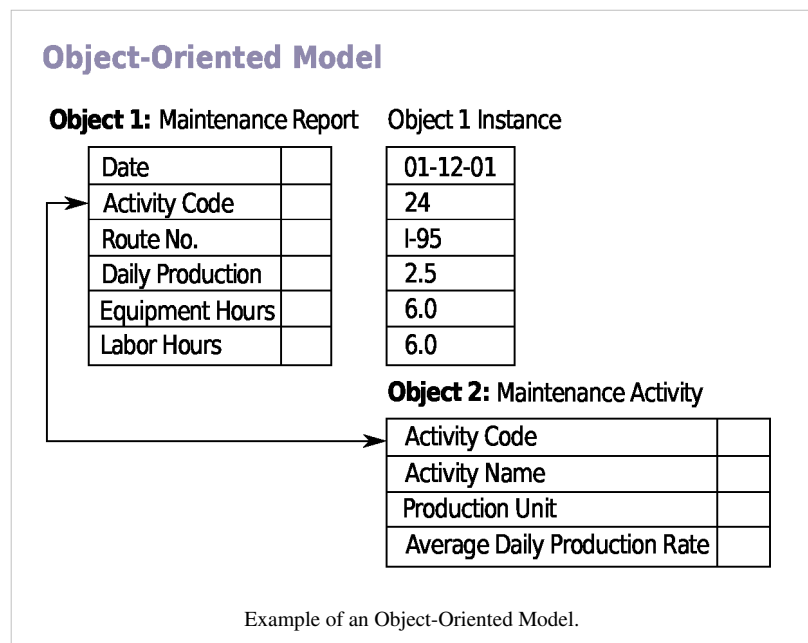 Object-Oriented Model
Object 1: Maintenance Report
Object 1 Instance
Date
01-12-01
Activity Code
24
Route No.
I-95
Daily Production
2.5
Equipment Hours
6.0
Labor Hours
6.0
Object 2: Maintenance Activity
Activity Code
Activity Name
Production Unit
Average Daily Production Rate
Example of an Object-Oriented Model.